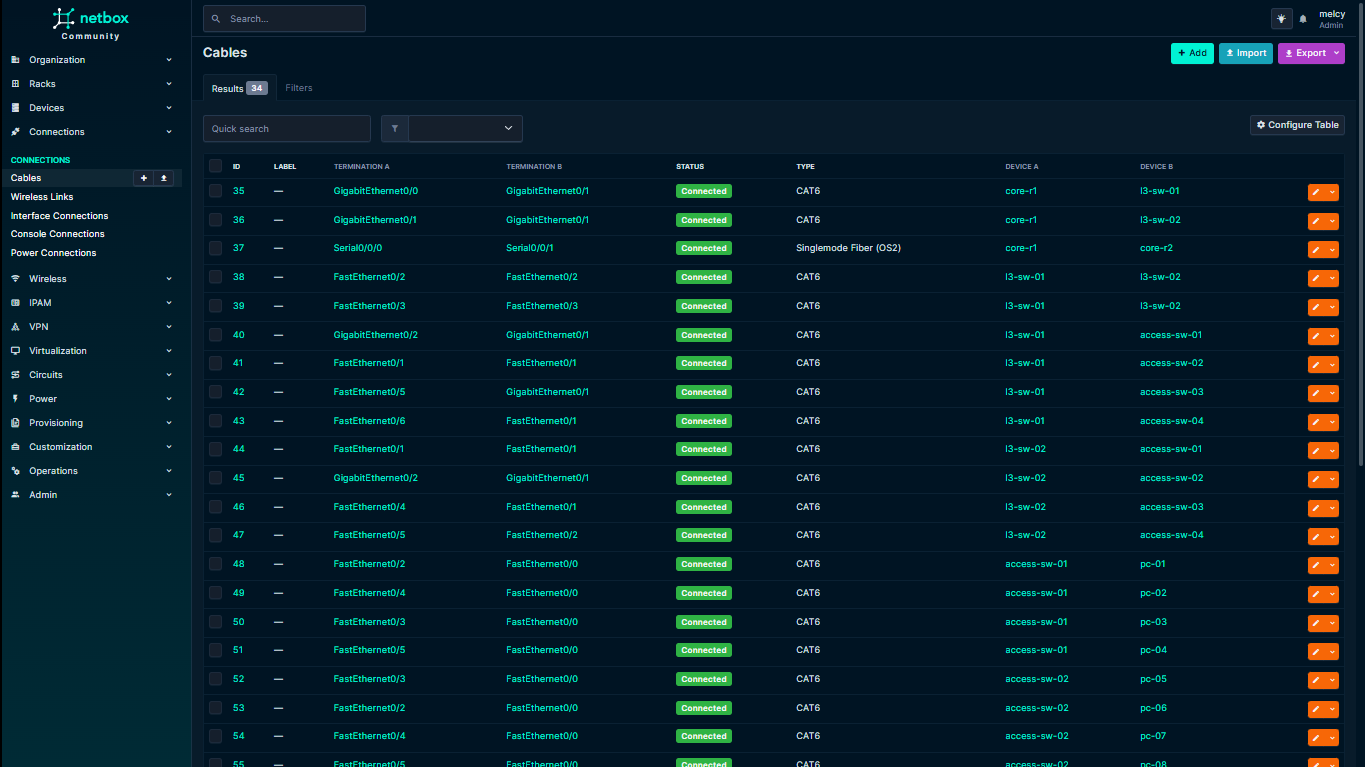 netbox
Community
Search...
melcy
Admin
Organization
Racks
Devices
Connections
CONNECTIONS
Cables
Wireless Links
Interface Connections
Console Connections
Power Connections
Wireless
IPAM
VPN
Virtualization
Circuits
Power
Provisioning
Customization
Operations
Admin
Cables
+ Add Import Export
Results 34 Filters
Quick search
Configure Table
ID LABEL TERMINATION A TERMINATION B STATUS TYPE DEVICE A DEVICE B
35 — GigabitEthernet0/0 GigabitEthernet0/1 Connected CAT6 core-r1 l3-sw-01
36 — GigabitEthernet0/1 GigabitEthernet0/1 Connected CAT6 core-r1 l3-sw-02
37 — Serial0/0/0 Serial0/0/1 Connected Singlemode Fiber (OS2) core-r1 core-r2
38 — FastEthernet0/2 FastEthernet0/2 Connected CAT6 l3-sw-01 l3-sw-02
39 — FastEthernet0/3 FastEthernet0/3 Connected CAT6 l3-sw-01 l3-sw-02
40 — GigabitEthernet0/2 GigabitEthernet0/1 Connected CAT6 l3-sw-01 access-sw-01
41 — FastEthernet0/1 FastEthernet0/1 Connected CAT6 l3-sw-01 access-sw-02
42 — FastEthernet0/5 GigabitEthernet0/1 Connected CAT6 l3-sw-01 access-sw-03
43 — FastEthernet0/6 FastEthernet0/1 Connected CAT6 l3-sw-01 access-sw-04
44 — FastEthernet0/1 FastEthernet0/1 Connected CAT6 l3-sw-02 access-sw-01
45 — GigabitEthernet0/2 GigabitEthernet0/1 Connected CAT6 l3-sw-02 access-sw-02
46 — FastEthernet0/4 FastEthernet0/1 Connected CAT6 l3-sw-02 access-sw-03
47 — FastEthernet0/5 FastEthernet0/2 Connected CAT6 l3-sw-02 access-sw-04
48 — FastEthernet0/2 FastEthernet0/0 Connected CAT6 access-sw-01 pc-01
49 — FastEthernet0/4 FastEthernet0/0 Connected CAT6 access-sw-01 pc-02
50 — FastEthernet0/3 FastEthernet0/0 Connected CAT6 access-sw-01 pc-03
51 — FastEthernet0/5 FastEthernet0/0 Connected CAT6 access-sw-01 pc-04
52 — FastEthernet0/3 FastEthernet0/0 Connected CAT6 access-sw-02 pc-05
53 — FastEthernet0/2 FastEthernet0/0 Connected CAT6 access-sw-02 pc-06
54 — FastEthernet0/4 FastEthernet0/0 Connected CAT6 access-sw-02 pc-07
55 — FastEthernet0/5 FastEthernet0/0 Connected CAT6 access-sw-02 pc-08